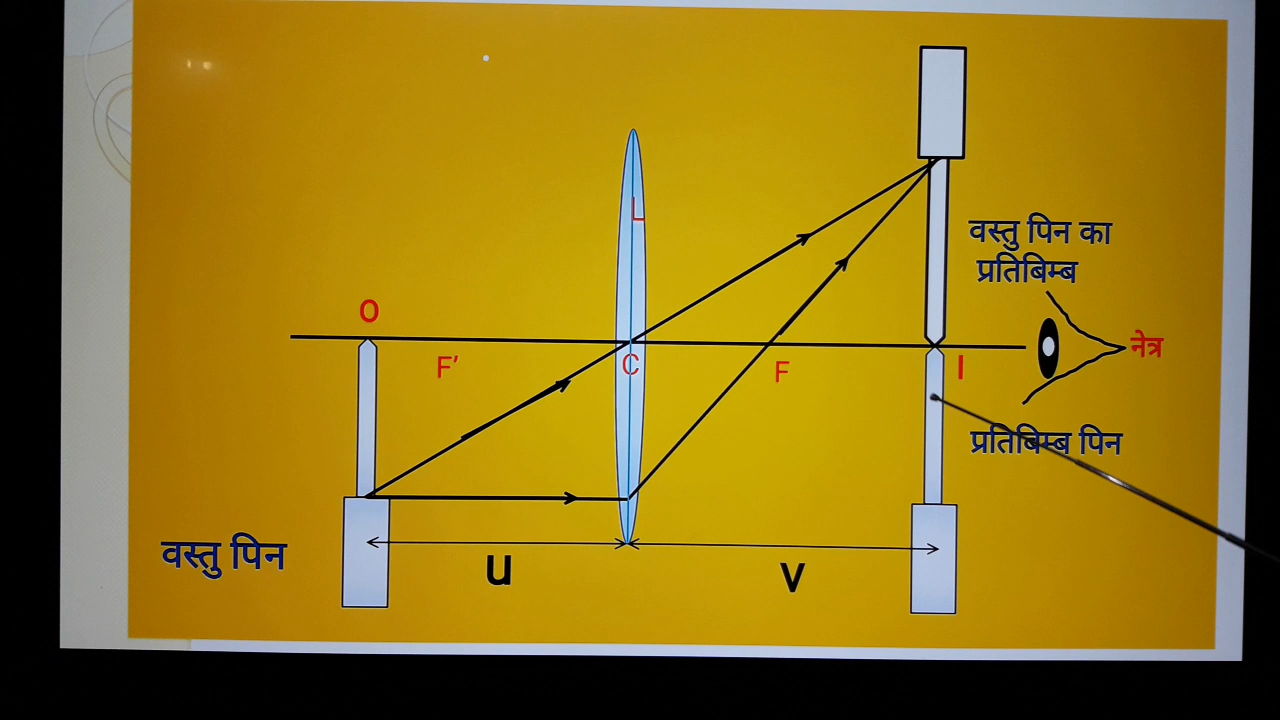 L
वस्तु पिन का
प्रतिबिम्ब
O
F'
C
F
I
नेत्र
प्रतिबिम्ब पिन
वस्तु पिन
u
v